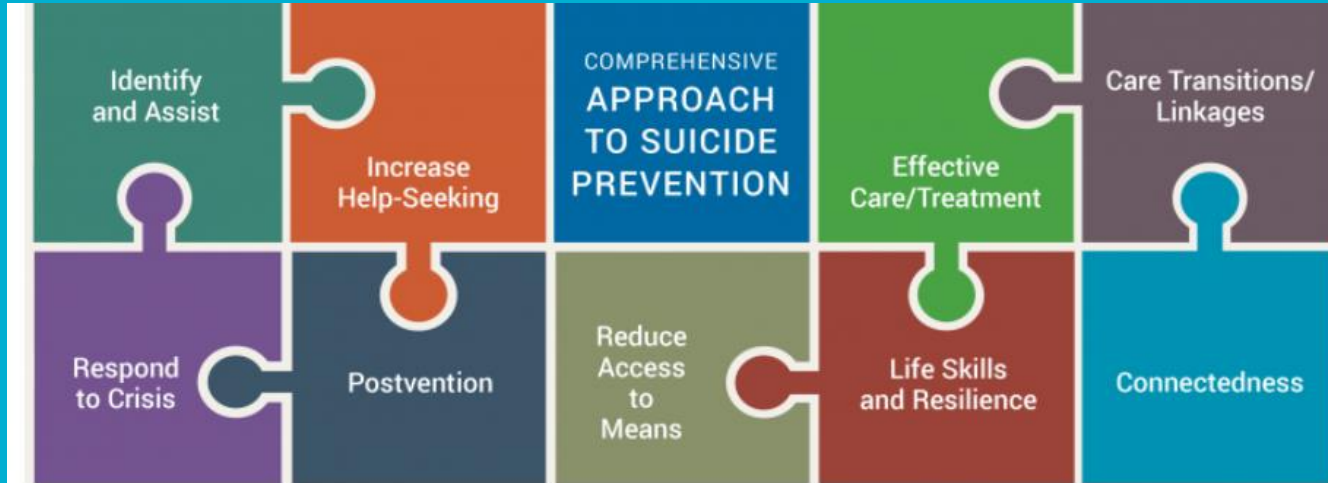 Identify
and Assist
Increase
Help-Seeking
COMPREHENSIVE
APPROACH
TO SUICIDE
PREVENTION
Effective
Care/Treatment
Care Transitions/
Linkages
Respond
to Crisis
Postvention
Reduce
Access
to
Means
Life Skills
and Resilience
Connectedness